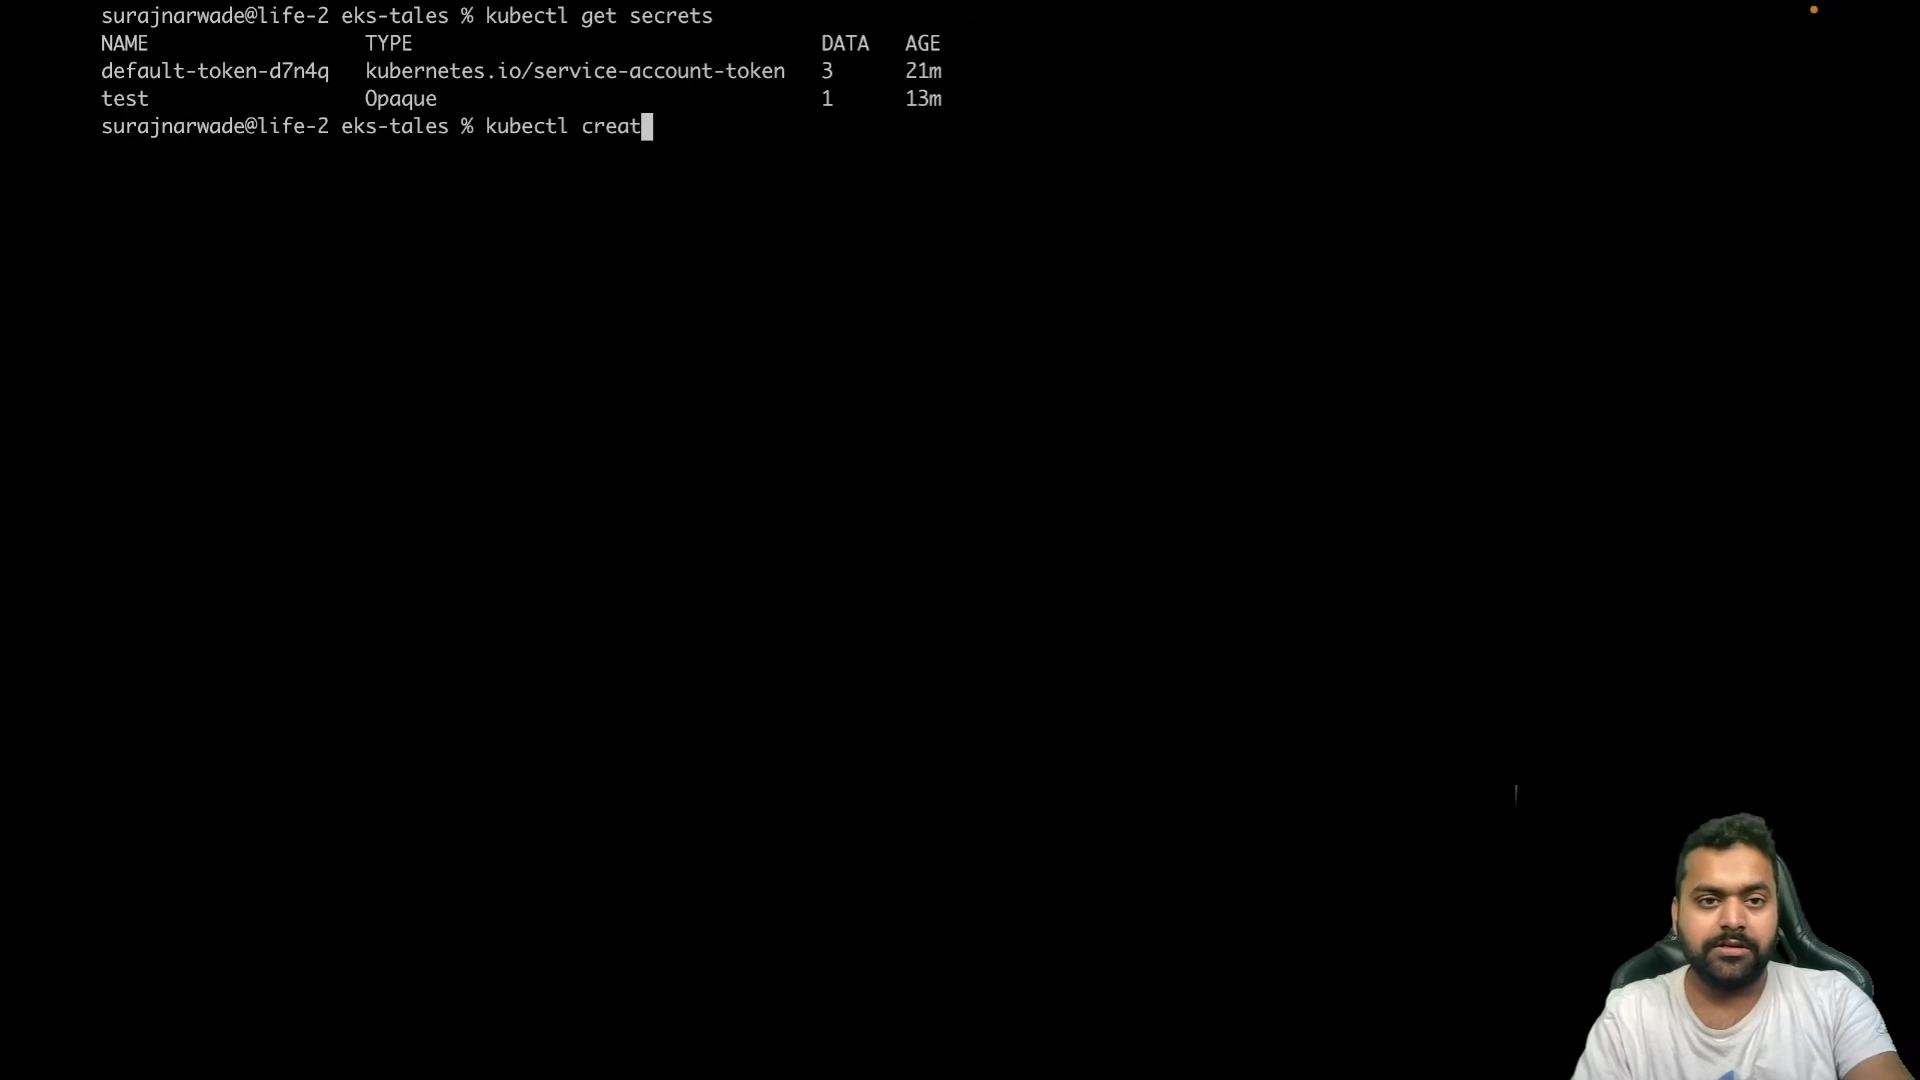 surajnarwade@life-2 eks-tales % kubectl get secrets
NAME TYPE DATA AGE
default-token-d7n4q kubernetes.io/service-account-token 3 21m
test Opaque 1 13m
surajnarwade@life-2 eks-tales % kubectl creat